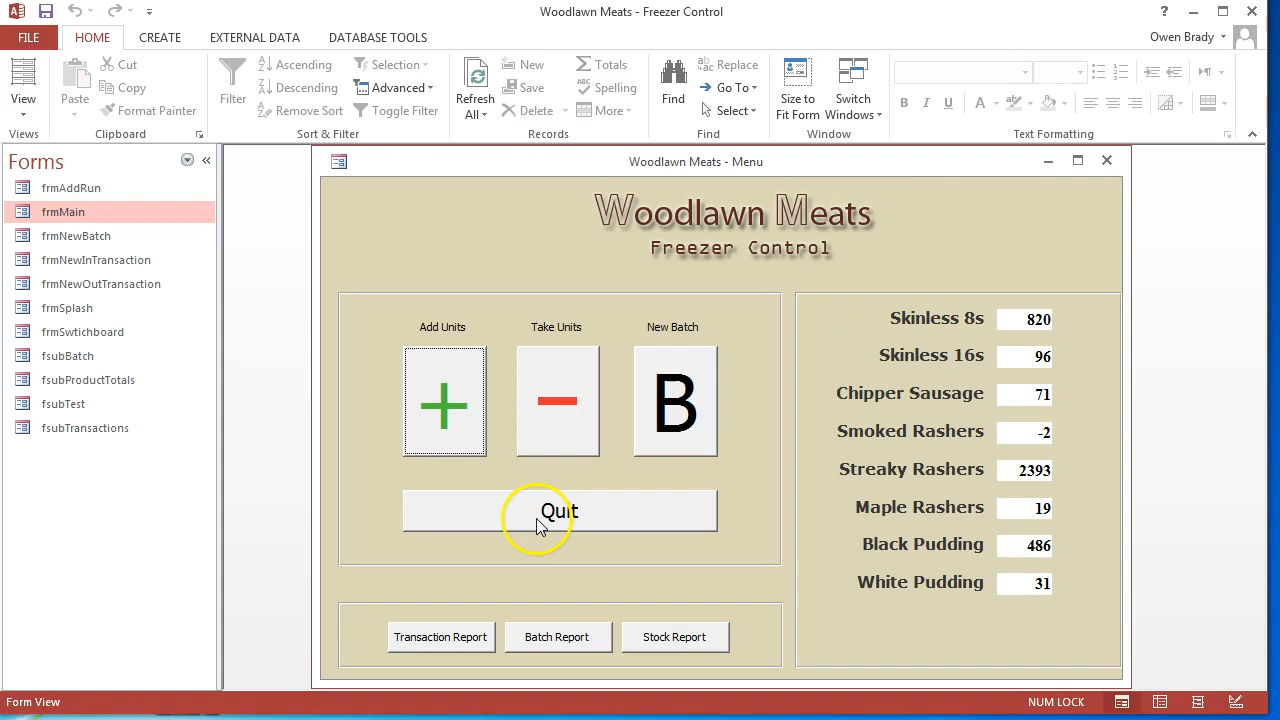 Woodlawn Meats - Freezer Control
?
Owen Brady
FILE HOME CREATE EXTERNAL DATA DATABASE TOOLS
View
Views
Paste
Cut
Copy
Format Painter
Clipboard
Filter
Ascending
Descending
Remove Sort
Selection
Advanced
Toggle Filter
Sort & Filter
Refresh
All
New
Save
Delete
Totals
Spelling
More
Records
Find
Replace
Go To
Select
Find
Size to
Fit Form
Switch
Windows
Window
B I U A
Text Formatting
Forms
frmAddRun
frmMain
frmNewBatch
frmNewInTransaction
frmNewOutTransaction
frmSplash
frmSwtichboard
fsubBatch
fsubProductTotals
fsubTest
fsubTransactions
Woodlawn Meats - Menu
Woodlawn Meats
Freezer Control
Add Units Take Units New Batch
+ − B
Quit
Transaction Report Batch Report Stock Report
Skinless 8s 820
Skinless 16s 96
Chipper Sausage 71
Smoked Rashers -2
Streaky Rashers 2393
Maple Rashers 19
Black Pudding 486
White Pudding 31
Form View
NUM LOCK